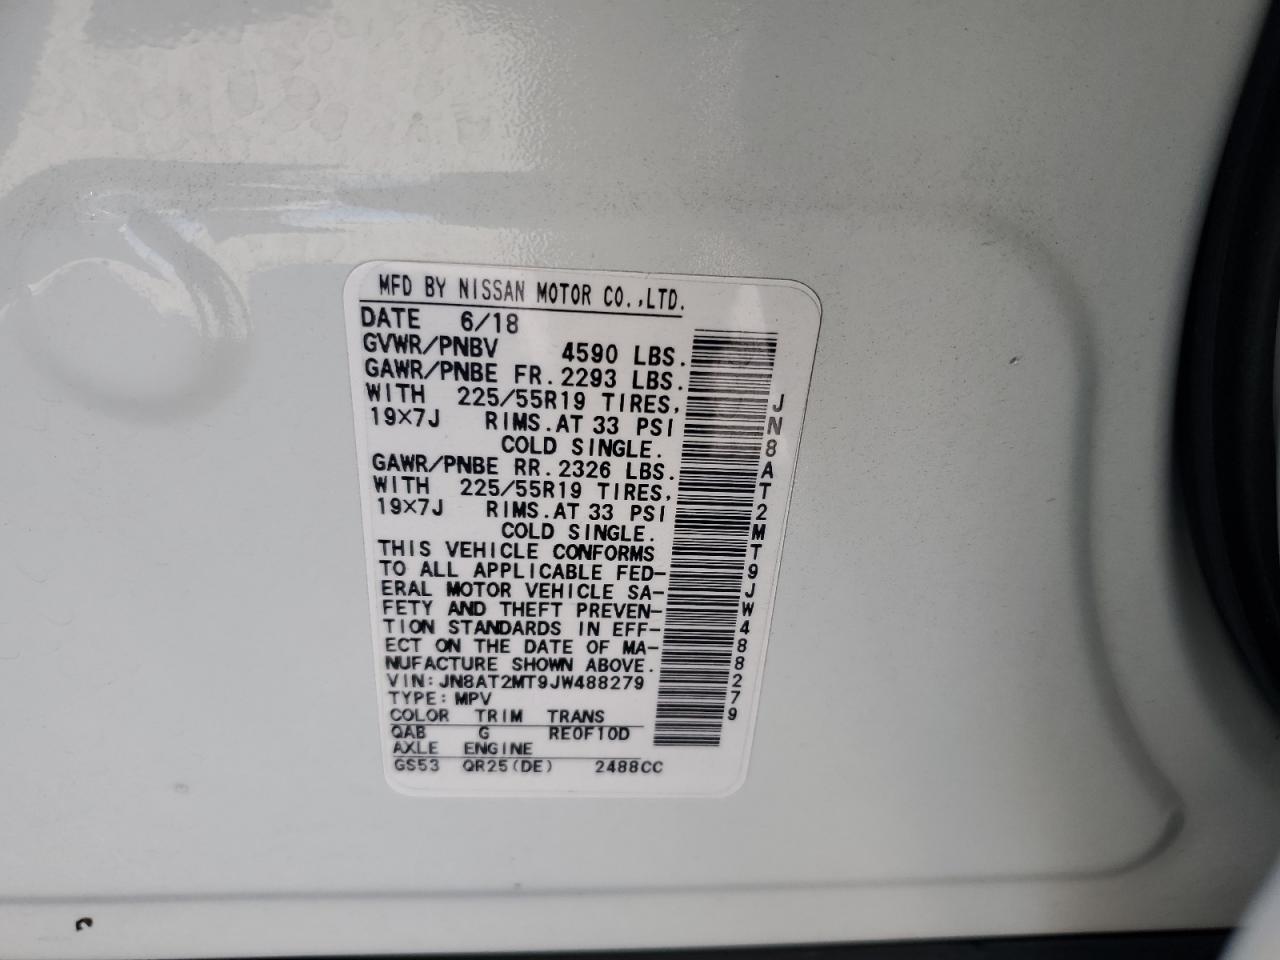 MFD BY NISSAN MOTOR CO.,LTD.
DATE 6/18
GVWR/PNBV 4590 LBS.
GAWR/PNBE FR. 2293 LBS.
WITH 225/55R19 TIRES,
19×7J RIMS. AT 33 PSI
COLD SINGLE.
GAWR/PNBE RR. 2326 LBS.
WITH 225/55R19 TIRES,
19×7J RIMS. AT 33 PSI
COLD SINGLE.
THIS VEHICLE CONFORMS
TO ALL APPLICABLE FED-
ERAL MOTOR VEHICLE SA-
FETY AND THEFT PREVEN-
TION STANDARDS IN EFF-
ECT ON THE DATE OF MA-
NUFACTURE SHOWN ABOVE.
VIN: JN8AT2MT9JW488279
TYPE: MPV
COLOR TRIM TRANS
QAB G RE0F10D
AXLE ENGINE
GS53 QR25(DE) 2488CC
JN8AT2MT9JW488279